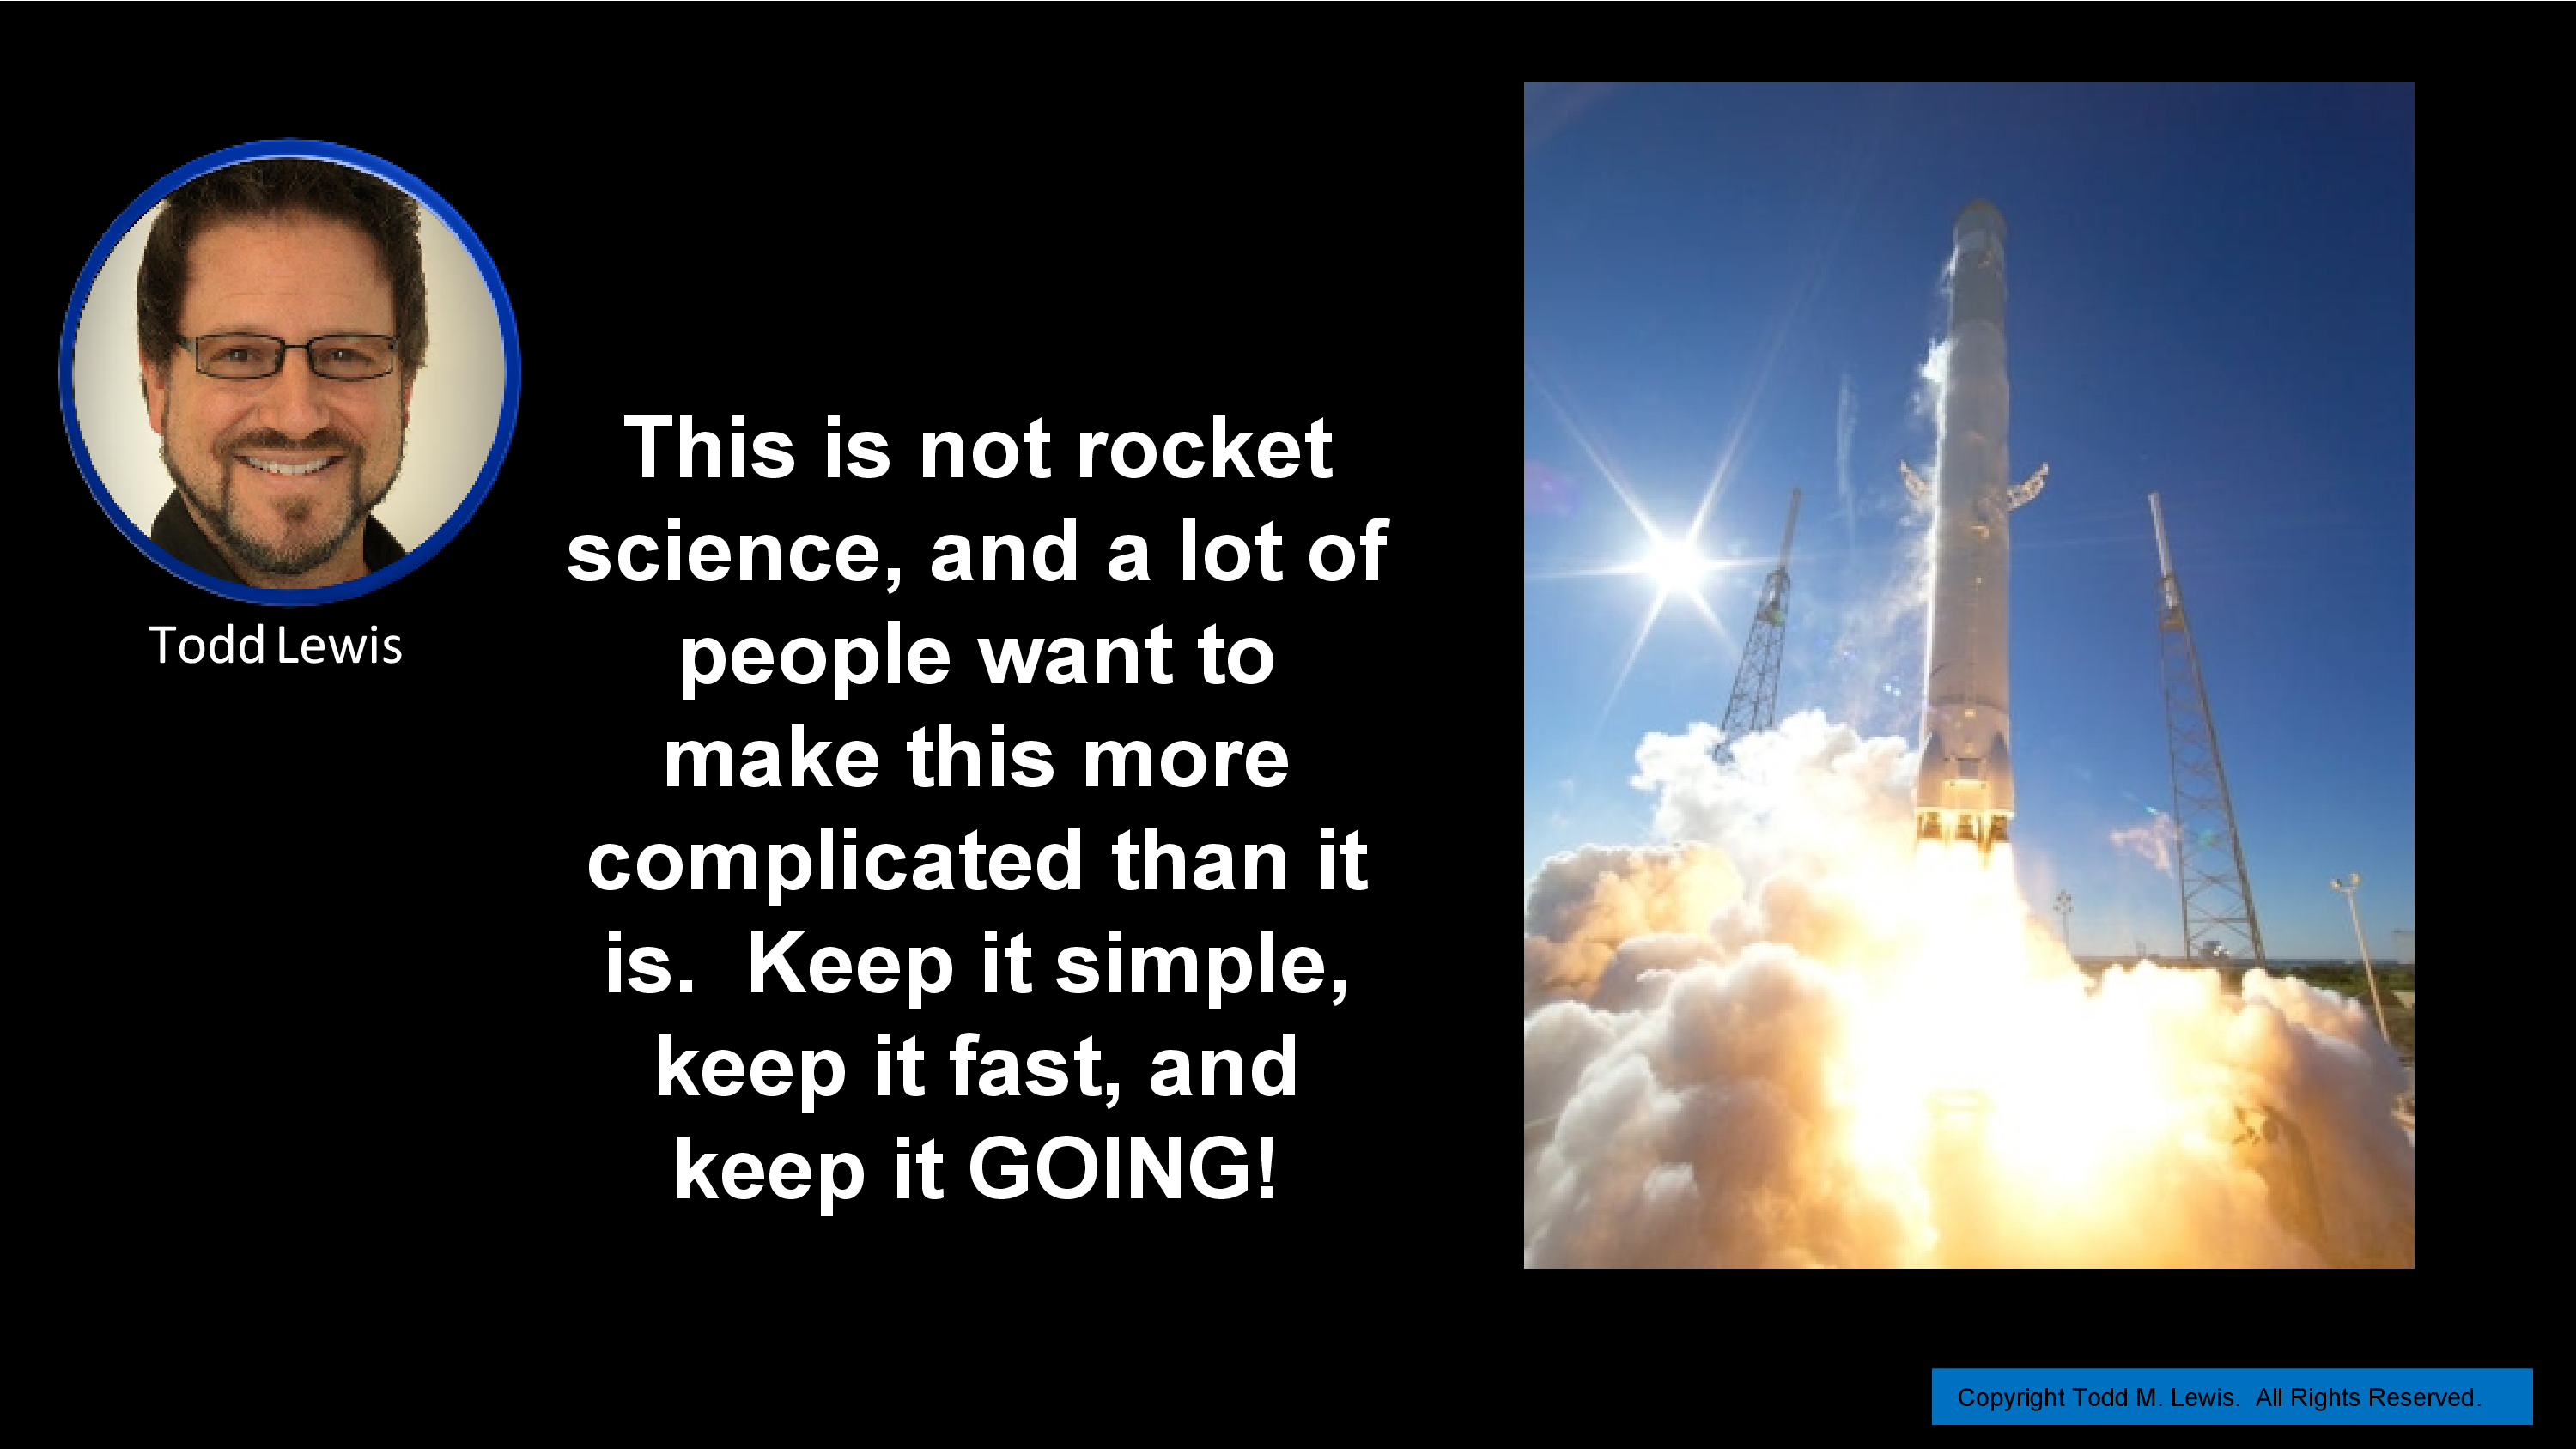 Todd Lewis
This is not rocket
science, and a lot of
people want to
make this more
complicated than it
is.  Keep it simple,
keep it fast, and
keep it GOING!
Copyright Todd M. Lewis.  All Rights Reserved.